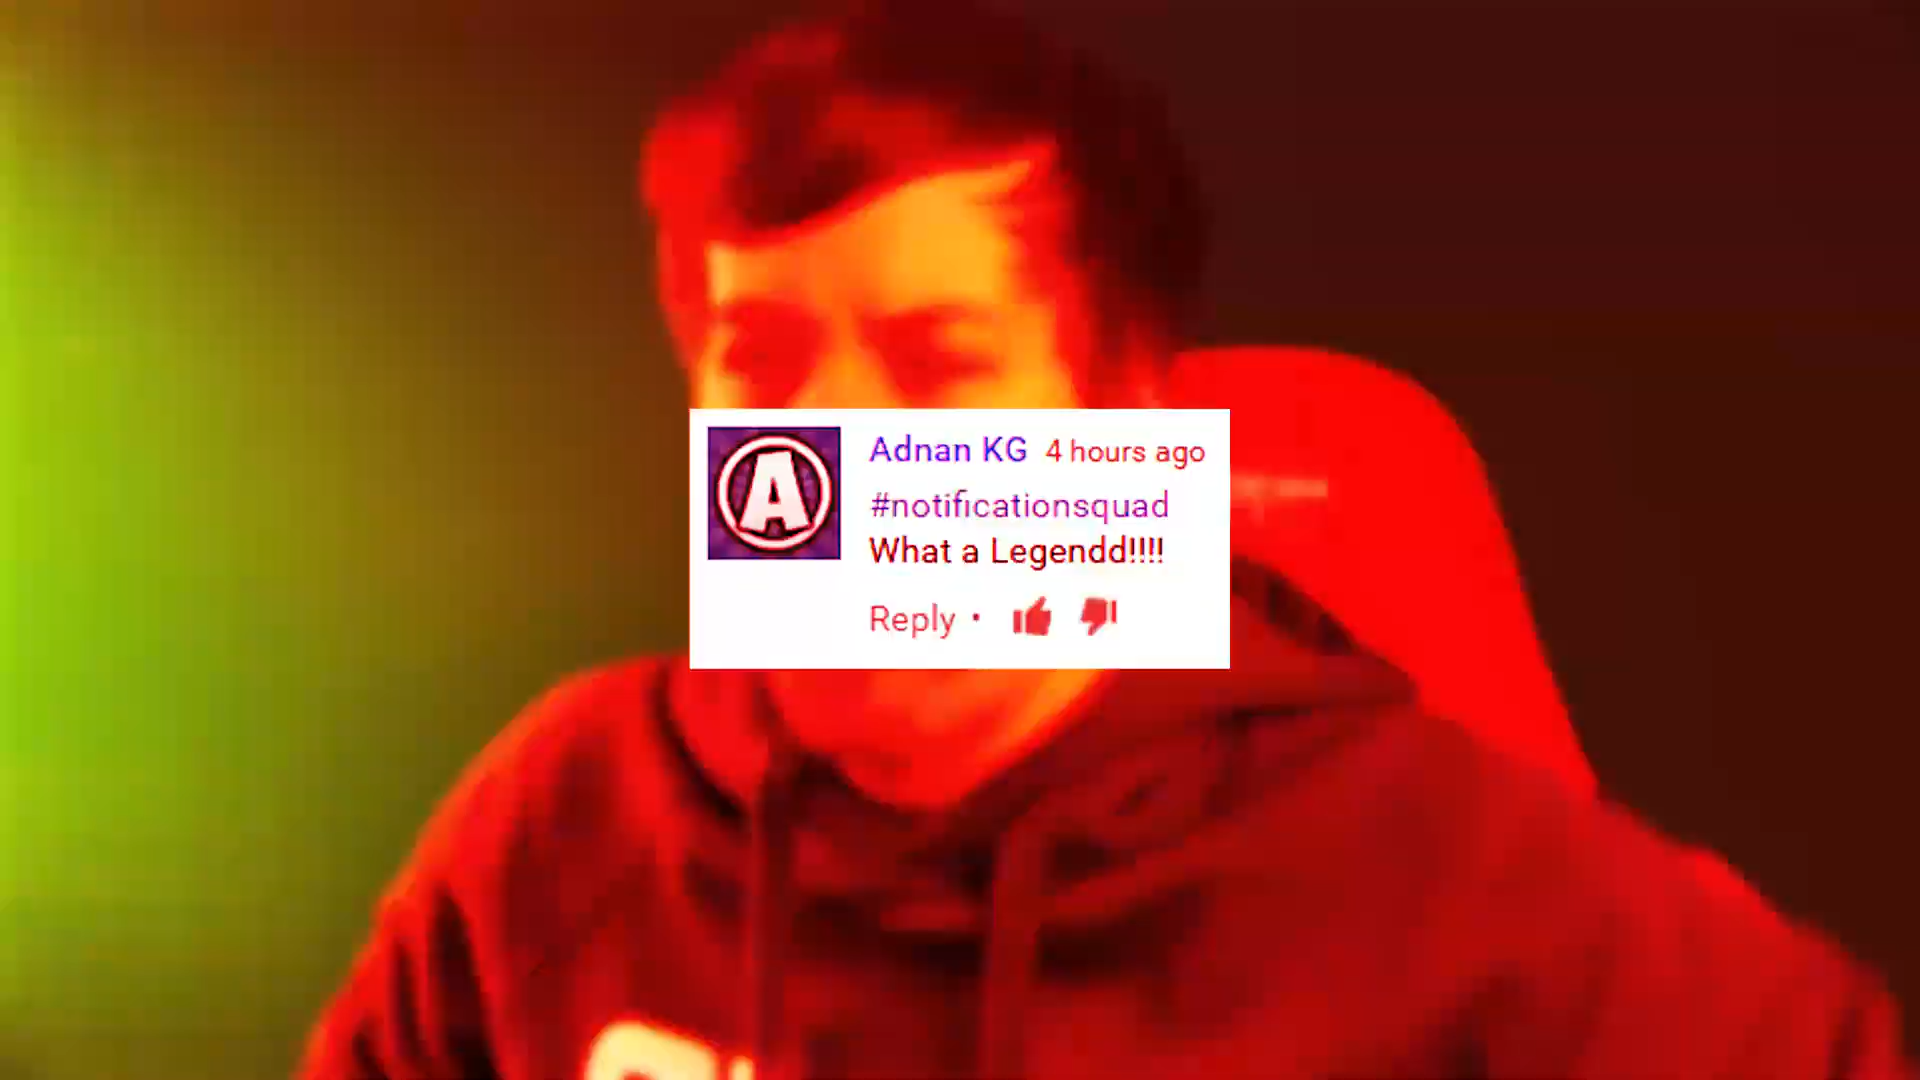 A
Adnan KG 4 hours ago
#notificationsquad
What a Legendd!!!!
Reply •